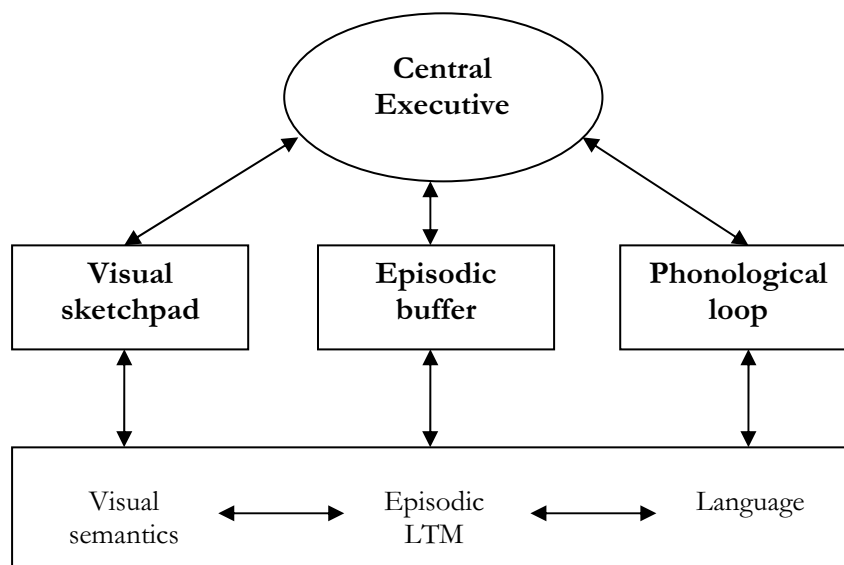 Central
Executive
Visual
sketchpad
Episodic
buffer
Phonological
loop
Visual
semantics
Episodic
LTM
Language